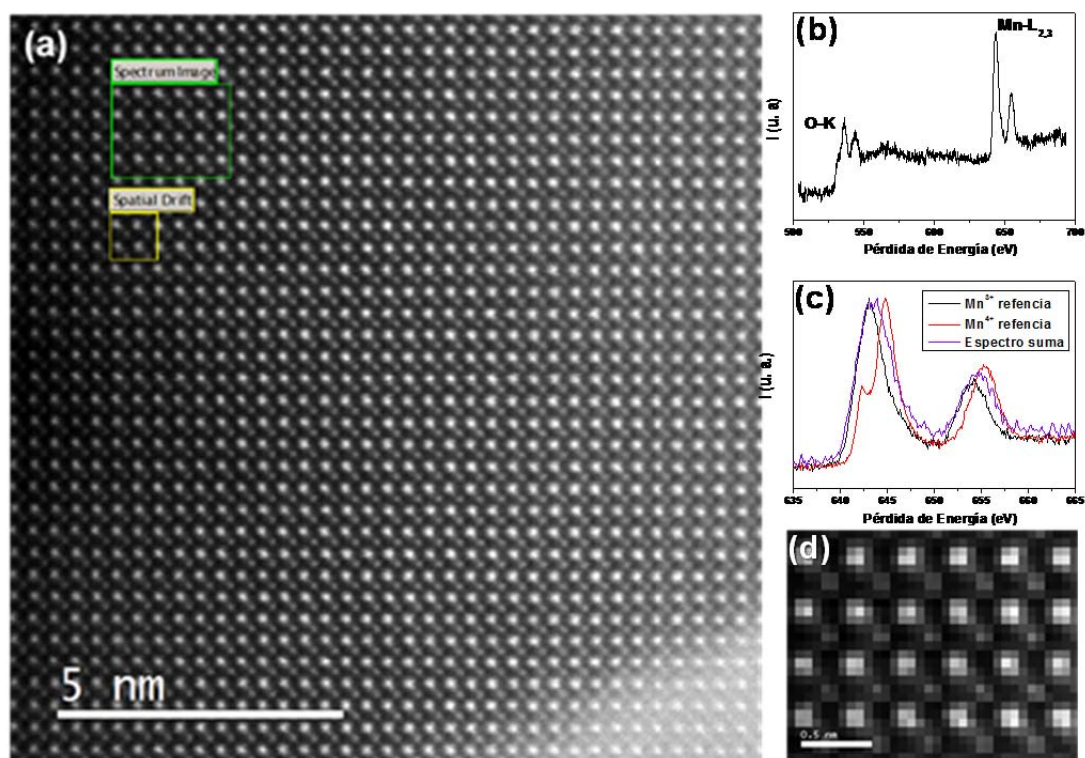 (a)
Spectrum Image
Spatial Drift
5 nm
(b)
Mn-L2,3
O-K
I (u. a)
500 550 600 650 700
Pérdida de Energía (eV)
(c)
Mn3+ refencia
Mn4+ refencia
Espectro suma
I (u. a.)
635 640 645 650 655 660 665
Pérdida de Energía (eV)
(d)
0.5 nm